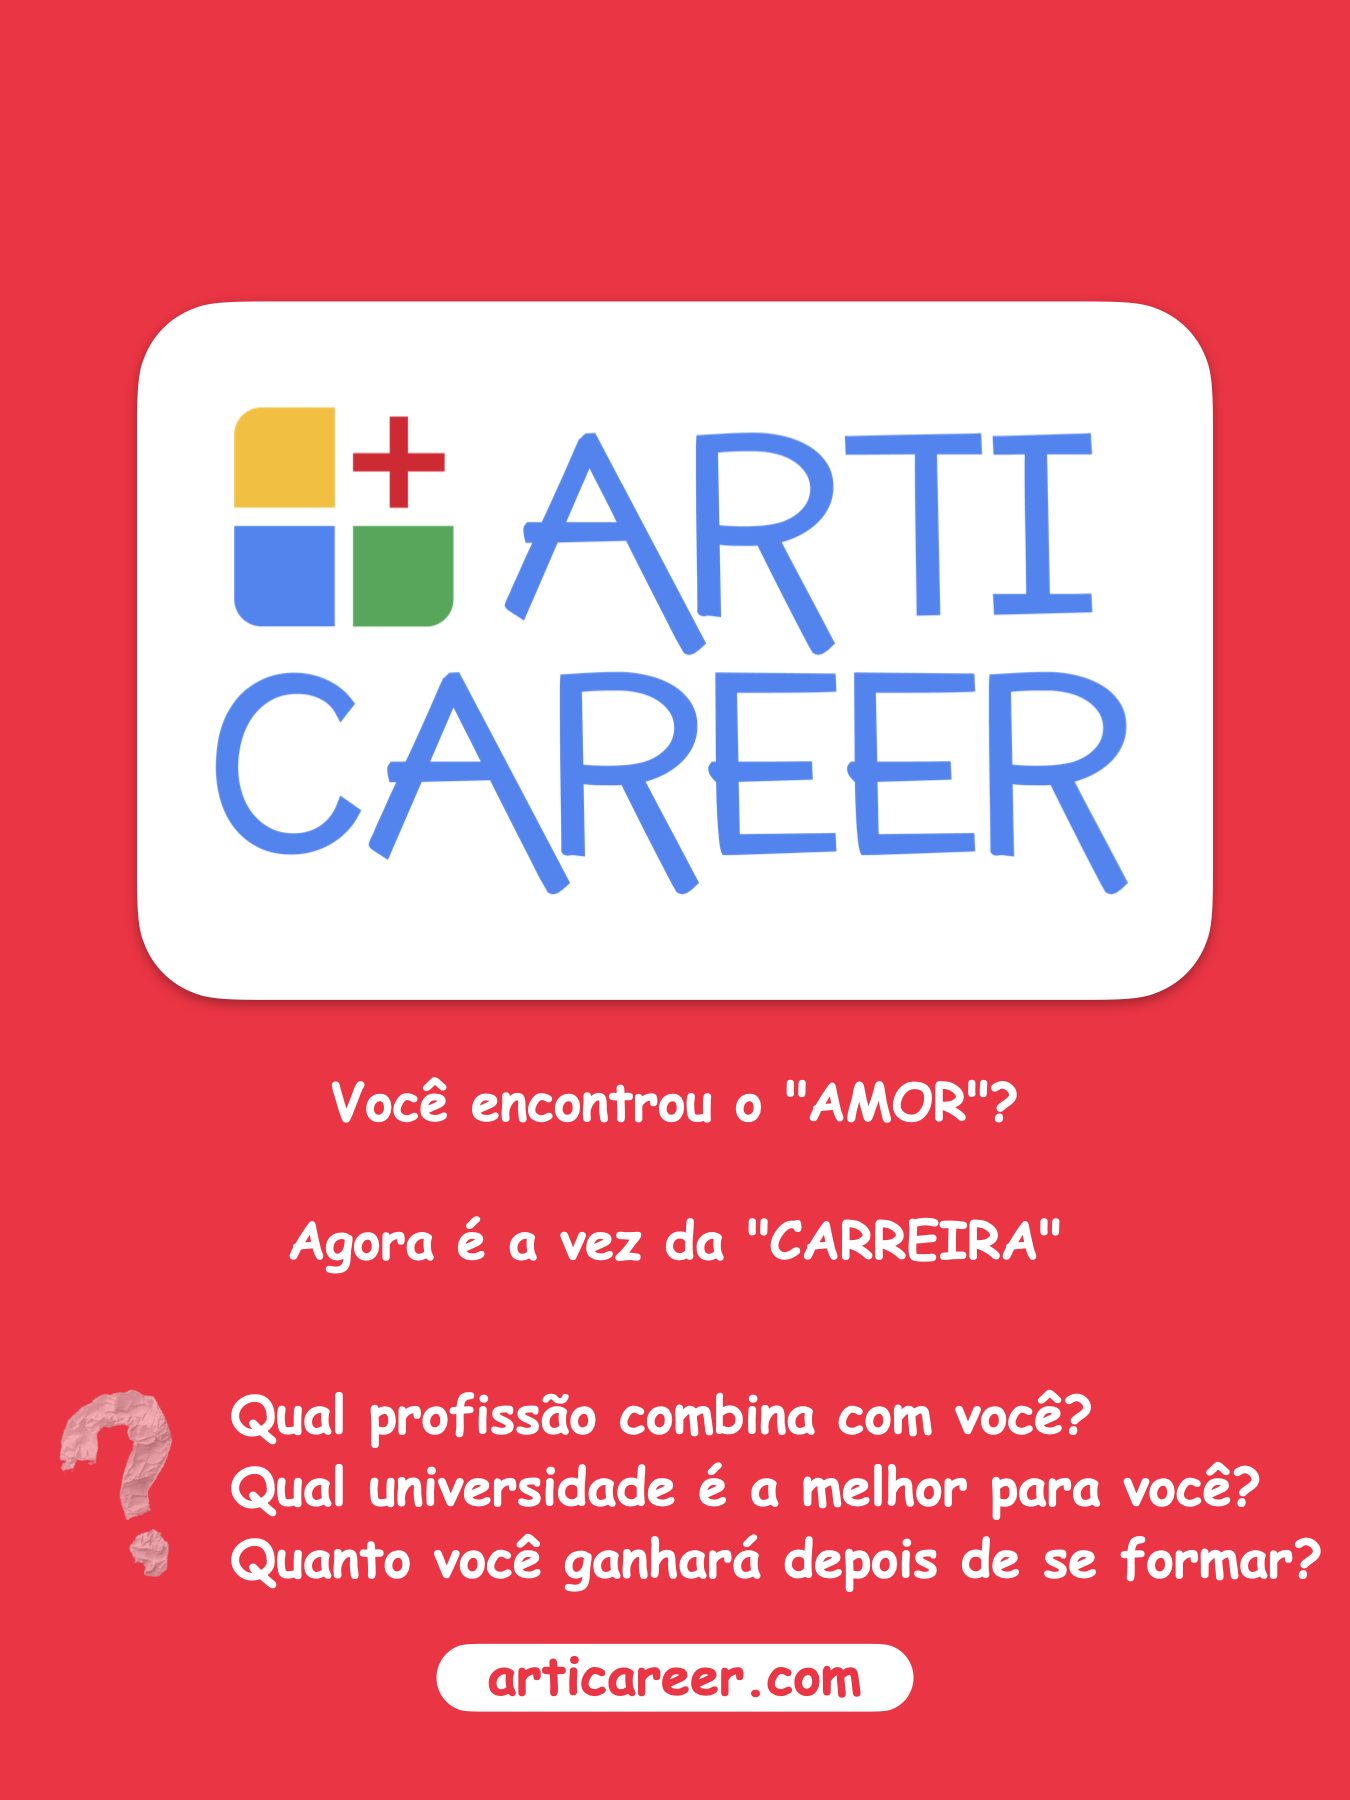 ARTI
CAREER
Você encontrou o "AMOR"?
Agora é a vez da "CARREIRA"
Qual profissão combina com você?
Qual universidade é a melhor para você?
Quanto você ganhará depois de se formar?
articareer.com